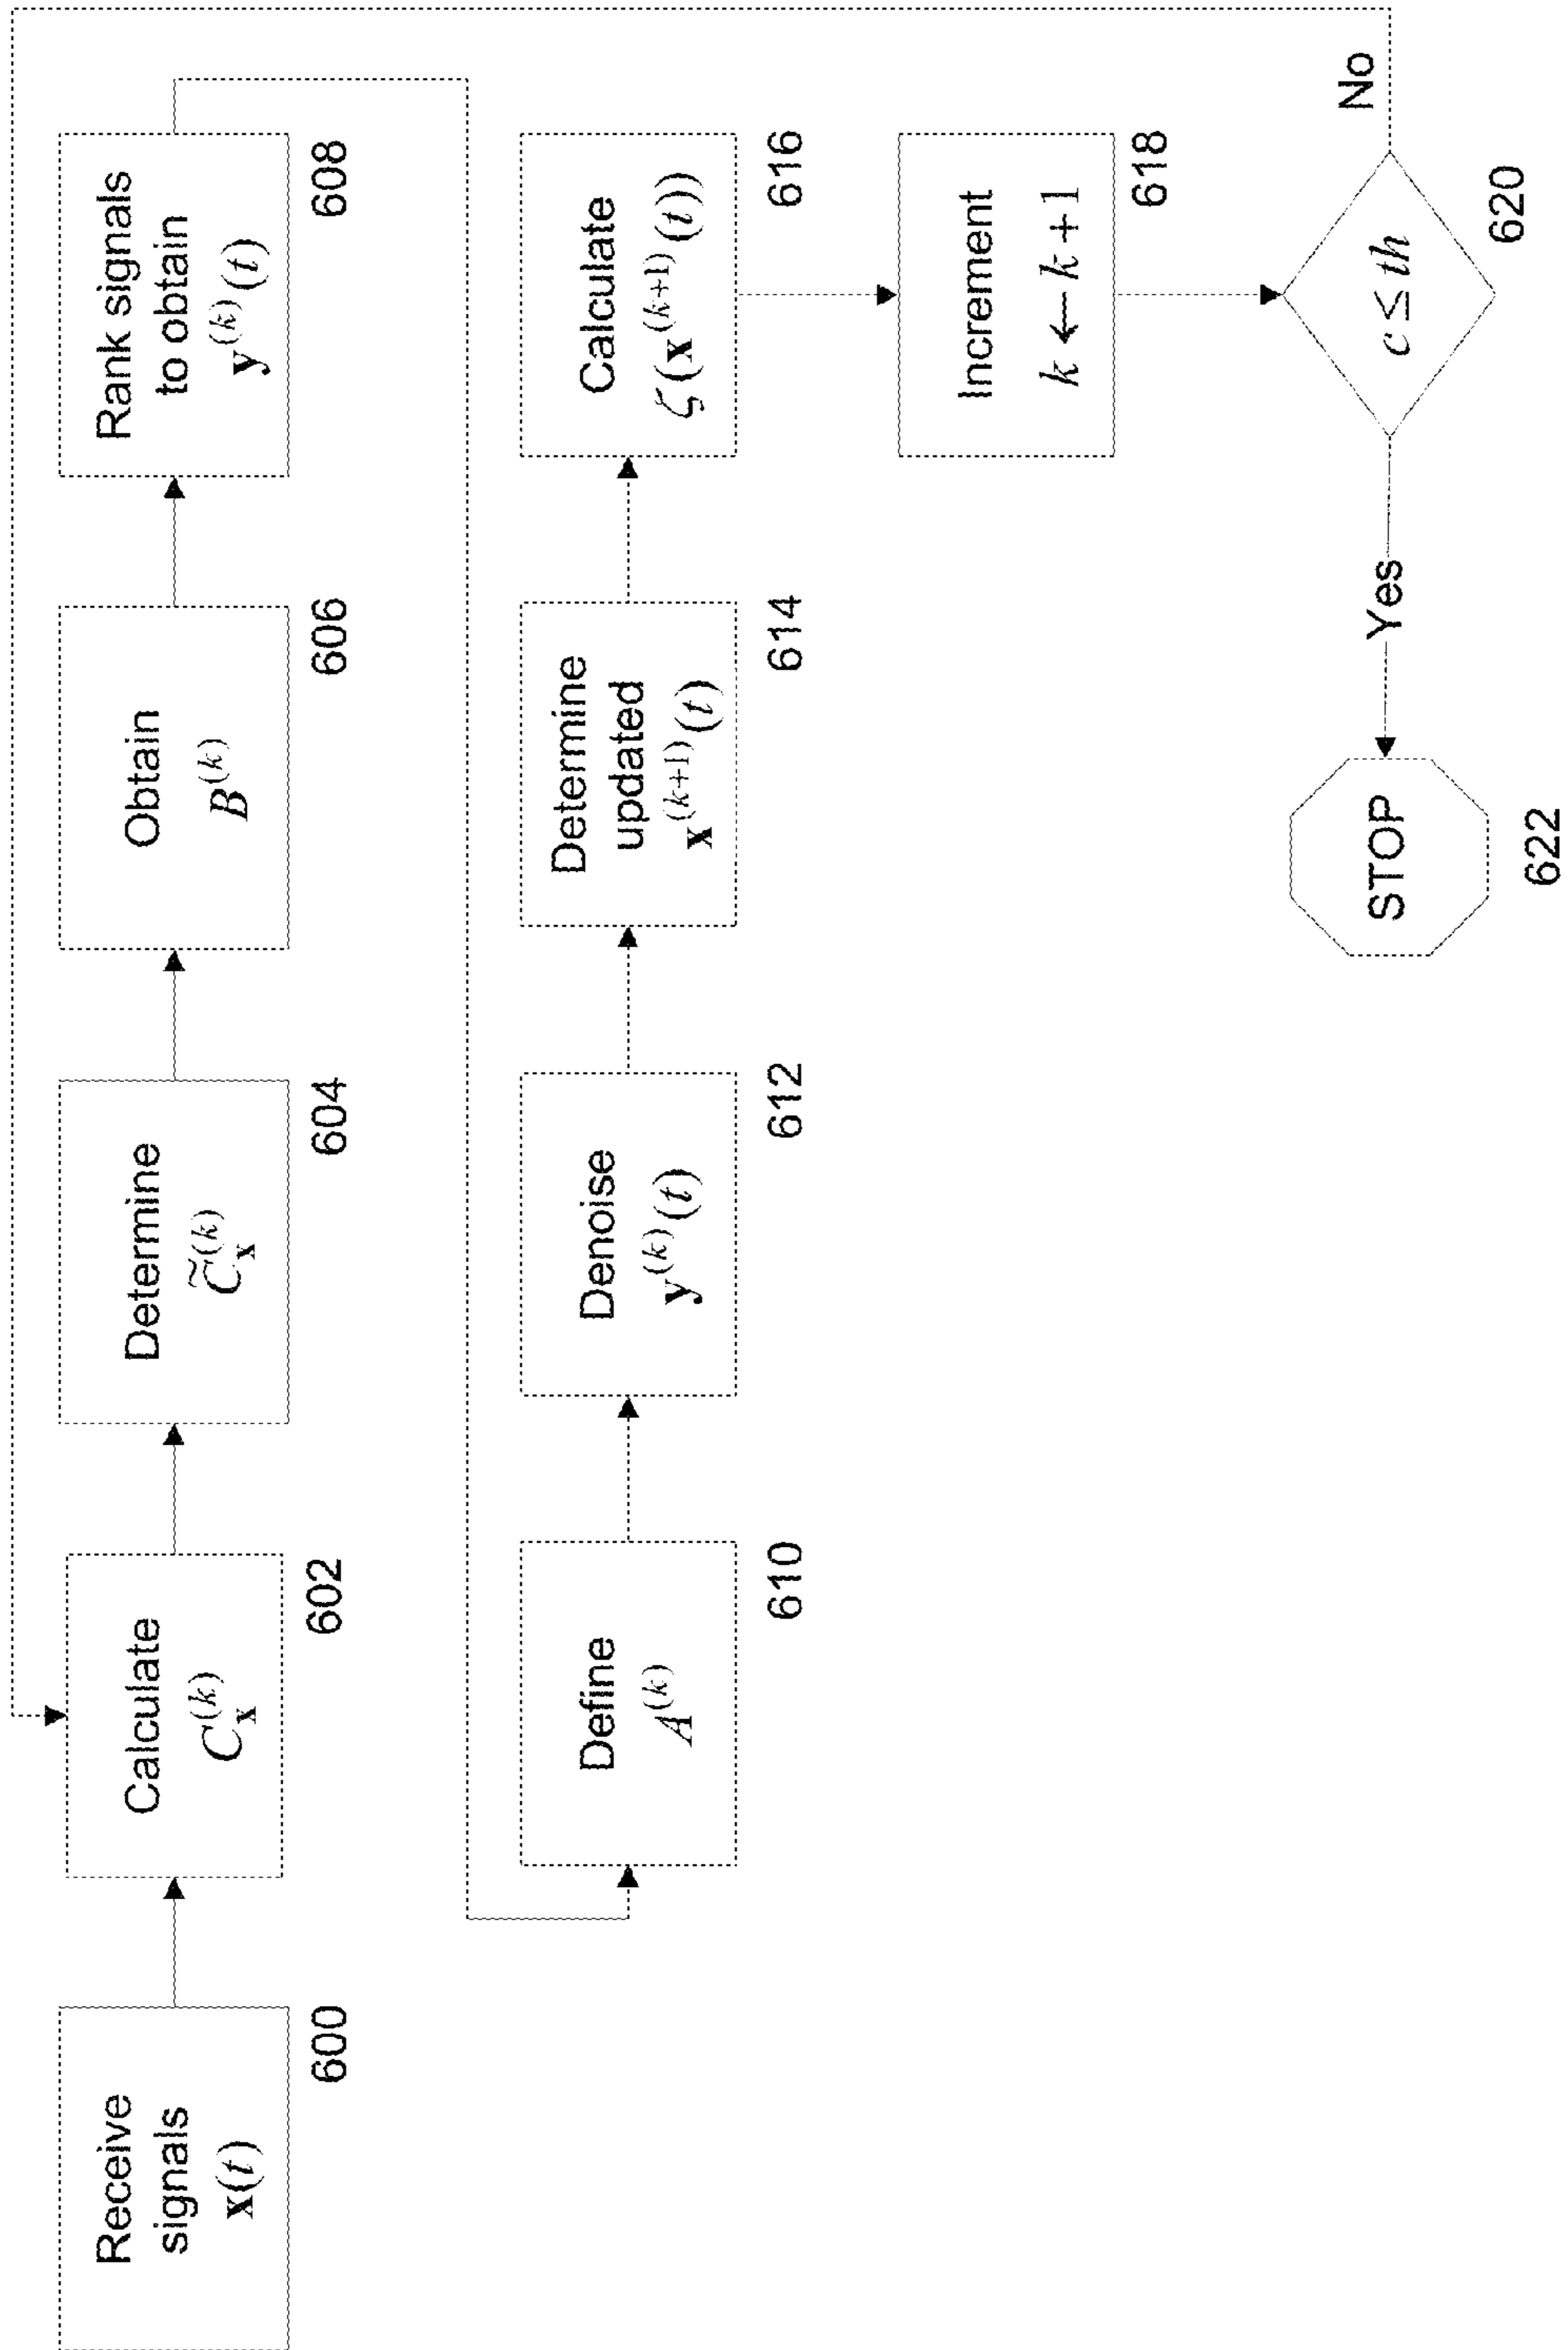 Receive
signals
x(t)
600
Calculate
C_x^(k)
602
Determine
C̃_x^(k)
604
Obtain
B^(k)
606
Rank signals
to obtain
y^(k)(t)
608
Define
A^(k)
610
Denoise
y^(k)(t)
612
Determine
updated
x^(k+1)(t)
614
Calculate
ζ(x^(k+1)(t))
616
Increment
k ← k+1
618
c ≤ th
620
No
Yes
STOP
622